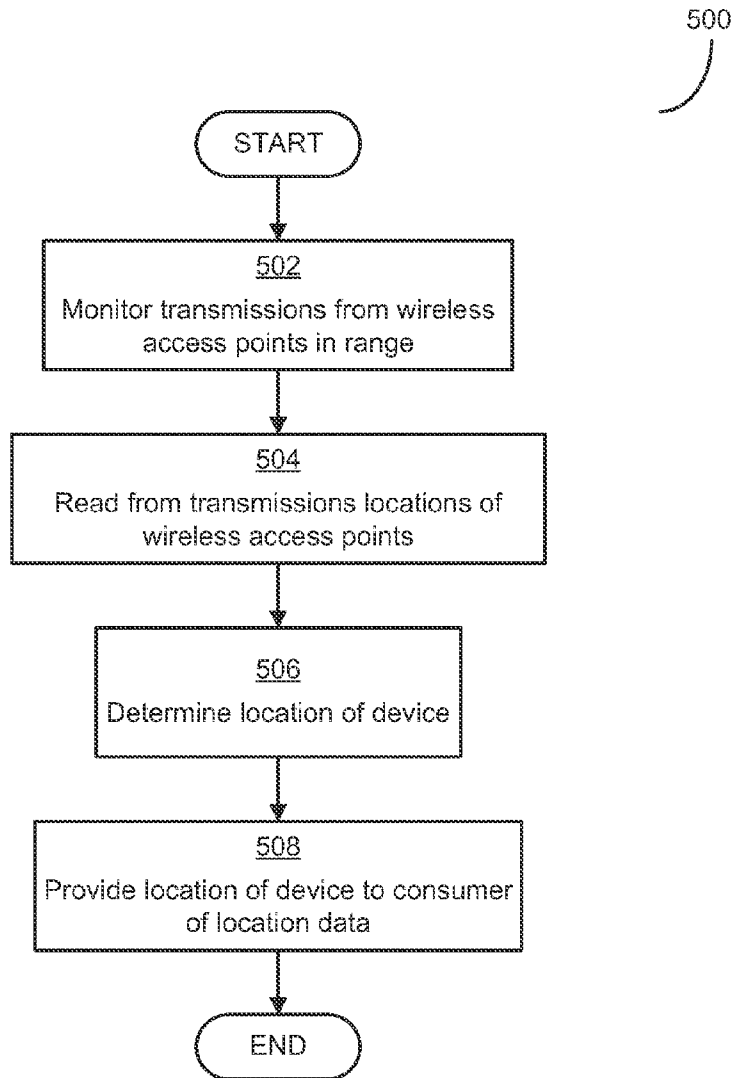 500
START
502
Monitor transmissions from wireless
access points in range
504
Read from transmissions locations of
wireless access points
506
Determine location of device
508
Provide location of device to consumer
of location data
END